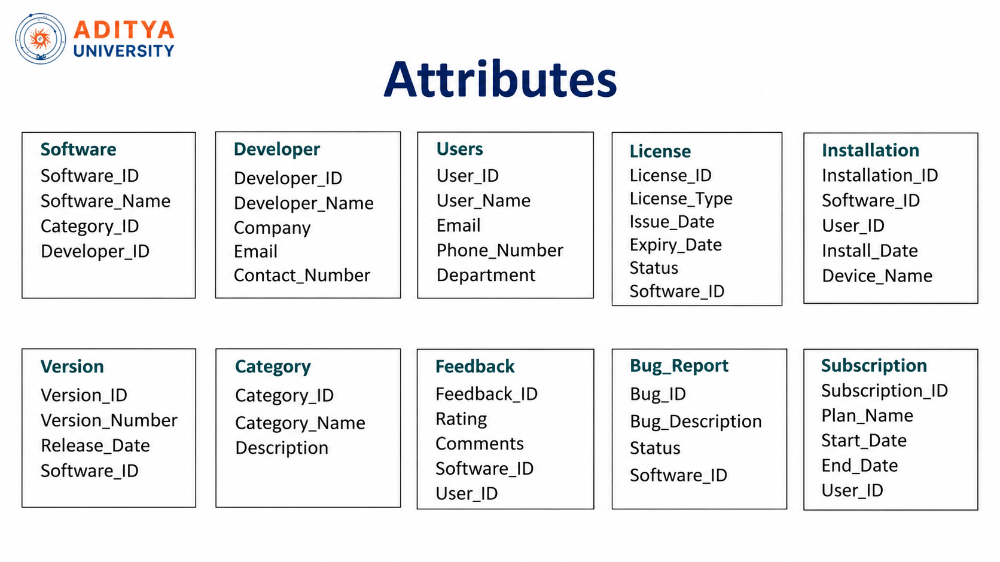 ADITYA
UNIVERSITY
Attributes
Software
Software_ID
Software_Name
Category_ID
Developer_ID
Developer
Developer_ID
Developer_Name
Company
Email
Contact_Number
Users
User_ID
User_Name
Email
Phone_Number
Department
License
License_ID
License_Type
Issue_Date
Expiry_Date
Status
Software_ID
Installation
Installation_ID
Software_ID
User_ID
Install_Date
Device_Name
Version
Version_ID
Version_Number
Release_Date
Software_ID
Category
Category_ID
Category_Name
Description
Feedback
Feedback_ID
Rating
Comments
Software_ID
User_ID
Bug_Report
Bug_ID
Bug_Description
Status
Software_ID
Subscription
Subscription_ID
Plan_Name
Start_Date
End_Date
User_ID